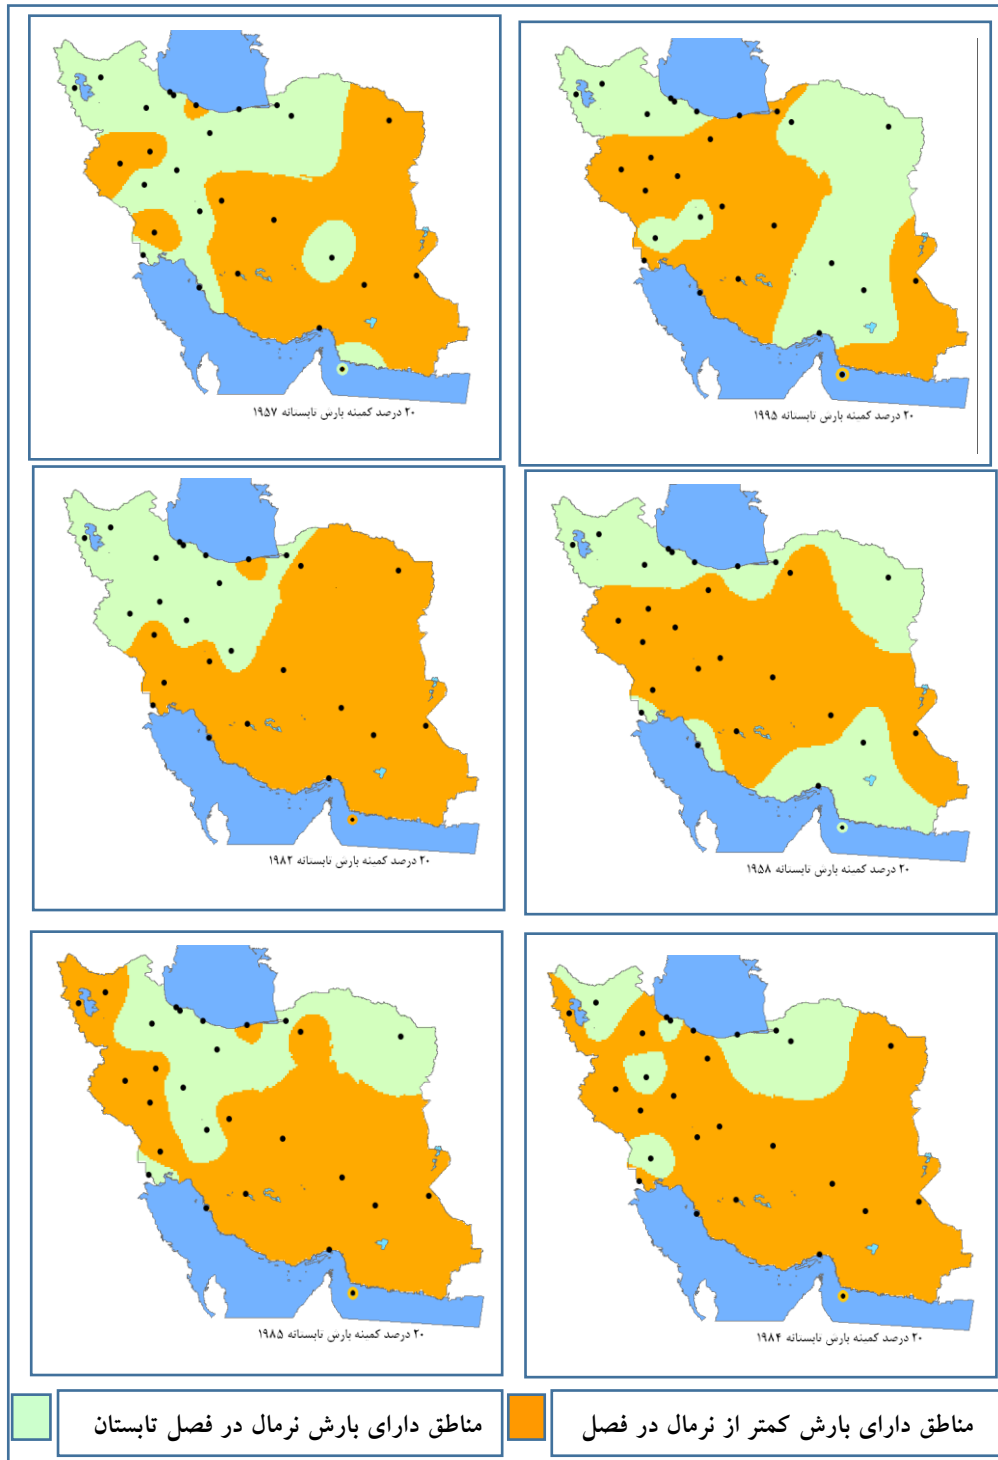 ۲۰ درصد کمینه بارش تابستانه ۱۹۵۷
۲۰ درصد کمینه بارش تابستانه ۱۹۹۵
۲۰ درصد کمینه بارش تابستانه ۱۹۸۲
۲۰ درصد کمینه بارش تابستانه ۱۹۵۸
۲۰ درصد کمینه بارش تابستانه ۱۹۸۵
۲۰ درصد کمینه بارش تابستانه ۱۹۸۴
مناطق دارای بارش کمتر از نرمال در فصل
مناطق دارای بارش نرمال در فصل تابستان